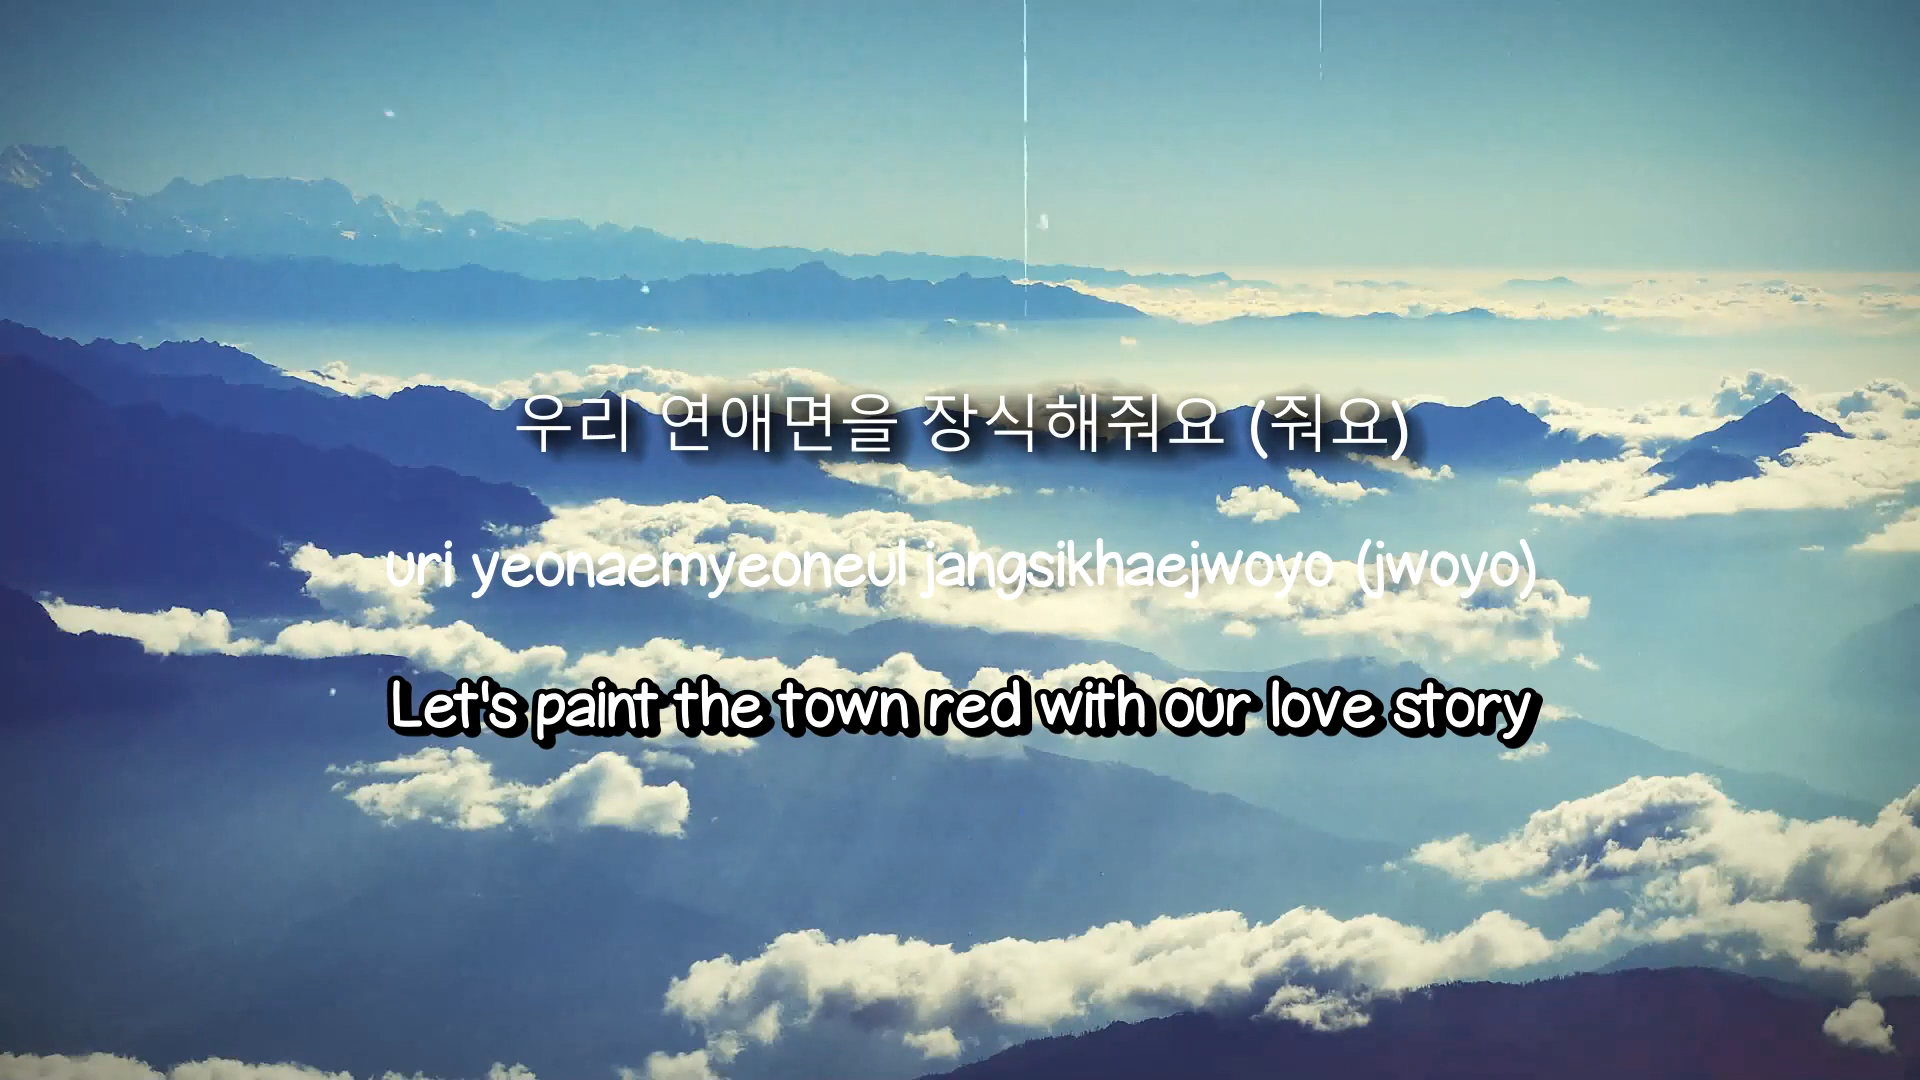 우리 연애면을 장식해줘요 (줘요)
uri yeonaemyeoneul jangsikhaejwoyo (jwoyo)
Let's paint the town red with our love story